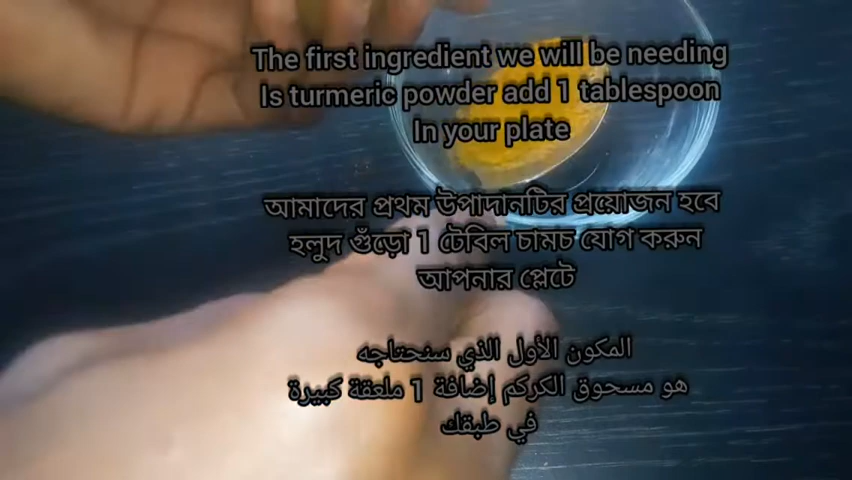 The first ingredient we will be needing
Is turmeric powder add 1 tablespoon
In your plate
আমাদের প্রথম উপাদানটির প্রয়োজন হবে
হলুদ গুঁড়ো 1 টেবিল চামচ যোগ করুন
আপনার প্লেটে
المكون الأول الذي سنحتاجه
هو مسحوق الكركم إضافة 1 ملعقة كبيرة
في طبقك